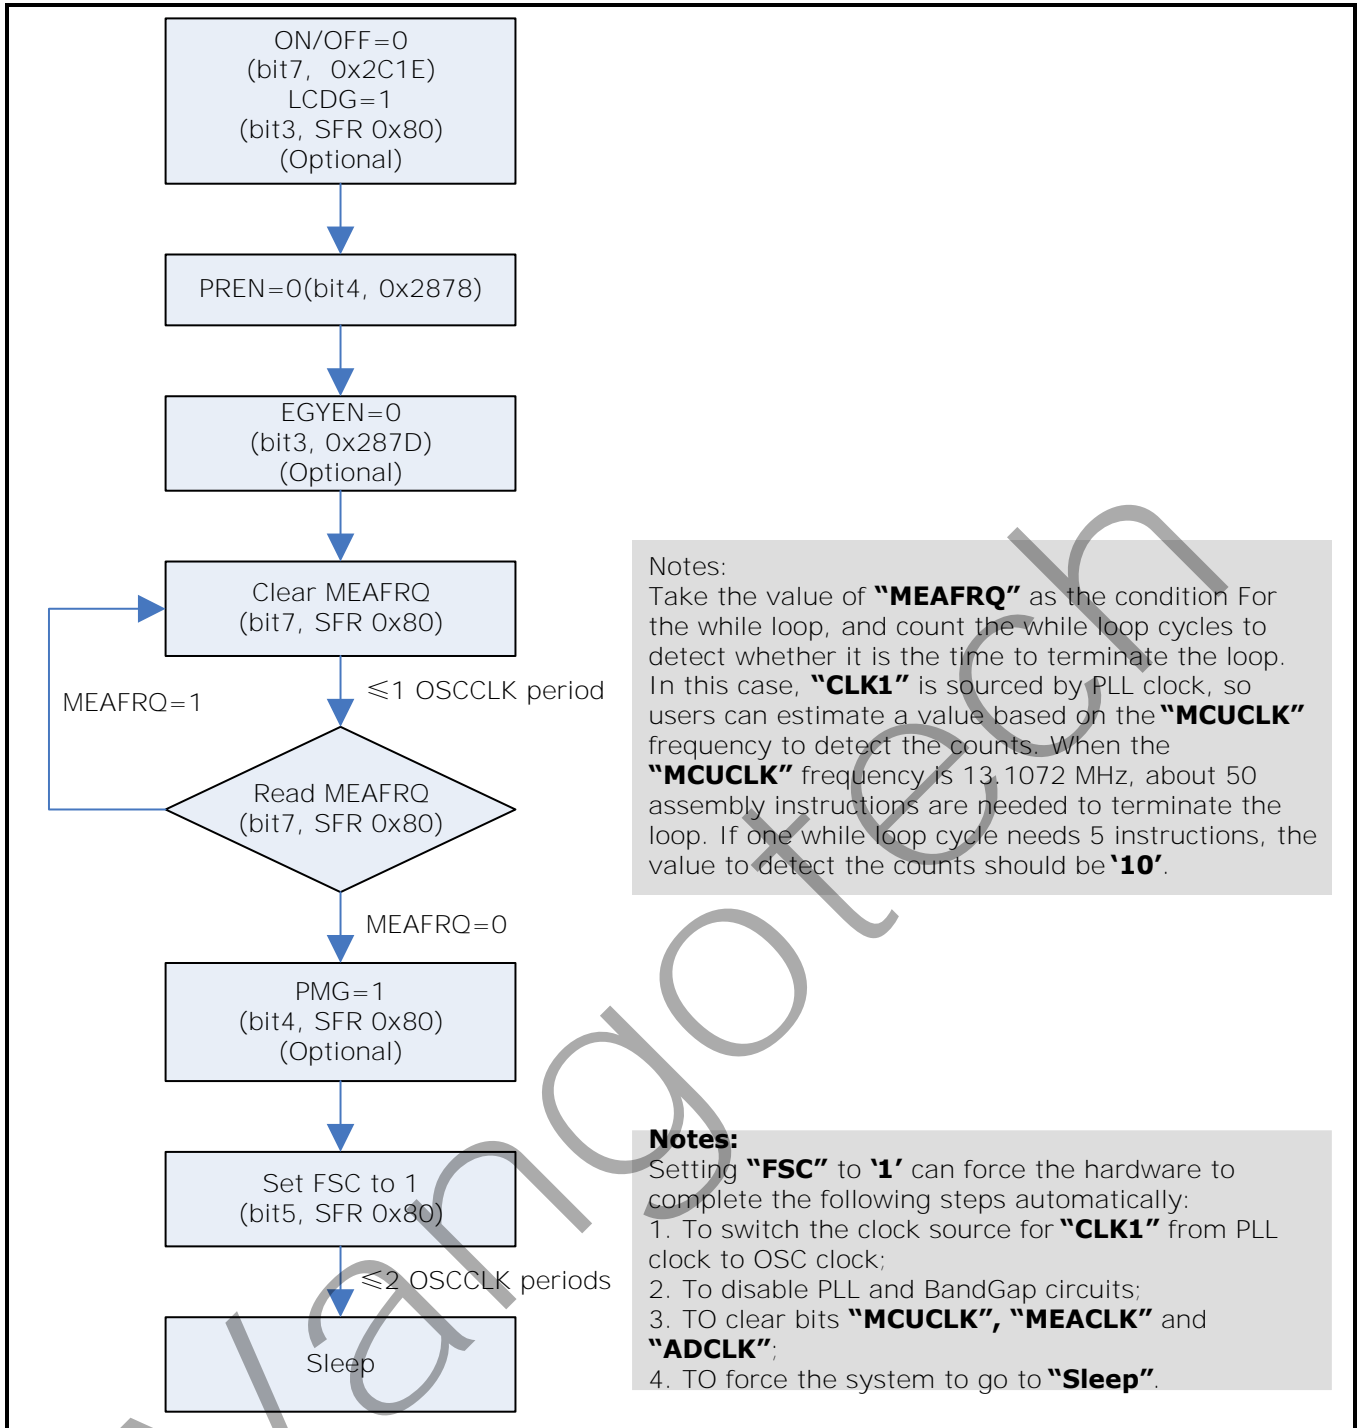 ON/OFF=0
(bit7, 0x2C1E)
LCDG=1
(bit3, SFR 0x80)
(Optional)
PREN=0(bit4, 0x2878)
EGYEN=0
(bit3, 0x287D)
(Optional)
Clear MEAFRQ
(bit7, SFR 0x80)
MEAFRQ=1
≤1 OSCCLK period
Read MEAFRQ
(bit7, SFR 0x80)
MEAFRQ=0
PMG=1
(bit4, SFR 0x80)
(Optional)
Set FSC to 1
(bit5, SFR 0x80)
≤2 OSCCLK periods
Sleep
Notes:
Take the value of “MEAFRQ” as the condition For
the while loop, and count the while loop cycles to
detect whether it is the time to terminate the loop.
In this case, “CLK1” is sourced by PLL clock, so
users can estimate a value based on the “MCUCLK”
frequency to detect the counts. When the
“MCUCLK” frequency is 13.1072 MHz, about 50
assembly instructions are needed to terminate the
loop. If one while loop cycle needs 5 instructions, the
value to detect the counts should be ‘10’.
Notes:
Setting “FSC” to ‘1’ can force the hardware to
complete the following steps automatically:
1. To switch the clock source for “CLK1” from PLL
clock to OSC clock;
2. To disable PLL and BandGap circuits;
3. TO clear bits “MCUCLK”, “MEACLK” and
“ADCLK”;
4. TO force the system to go to “Sleep”.
Vangotech